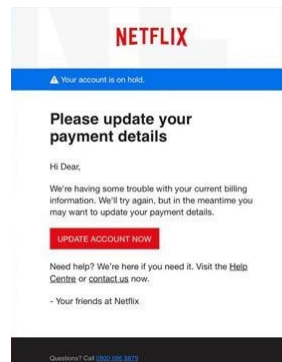 NETFLIX
Your account is on hold.
Please update your
payment details
Hi Dear,
We're having some trouble with your current billing
information. We'll try again, but in the meantime you
may want to update your payment details.
UPDATE ACCOUNT NOW
Need help? We're here if you need it. Visit the Help
Centre or contact us now.
- Your friends at Netflix
Questions? Call